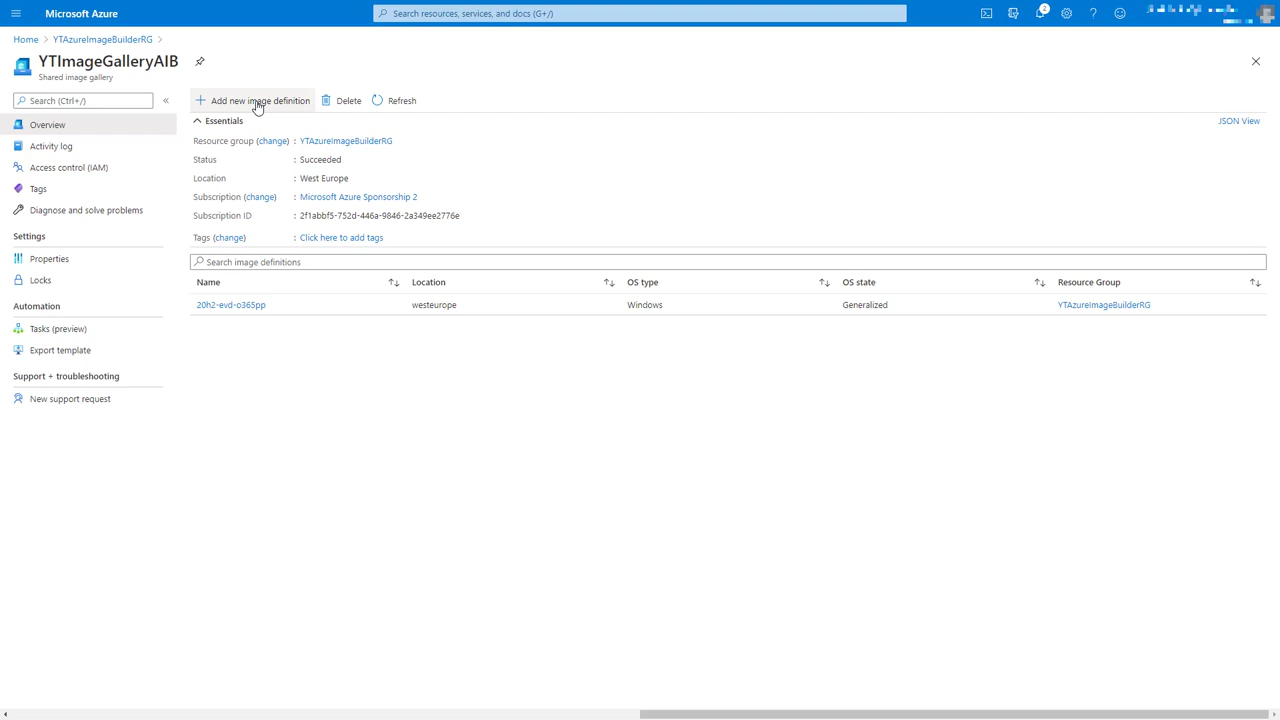 Microsoft Azure
Search resources, services, and docs (G+/)
2
Home > YTAzureImageBuilderRG >
YTImageGalleryAIB
Shared image gallery
Search (Ctrl+/)
«
Add new image definition
Delete
Refresh
Overview
Activity log
Access control (IAM)
Tags
Diagnose and solve problems
Settings
Properties
Locks
Automation
Tasks (preview)
Export template
Support + troubleshooting
New support request
Essentials
JSON View
Resource group (change) : YTAzureImageBuilderRG
Status : Succeeded
Location : West Europe
Subscription (change) : Microsoft Azure Sponsorship 2
Subscription ID : 2f1abbf5-752d-446a-9846-2a349ee2776e
Tags (change) : Click here to add tags
Search image definitions
Name Location OS type OS state Resource Group
20h2-evd-o365pp westeurope Windows Generalized YTAzureImageBuilderRG